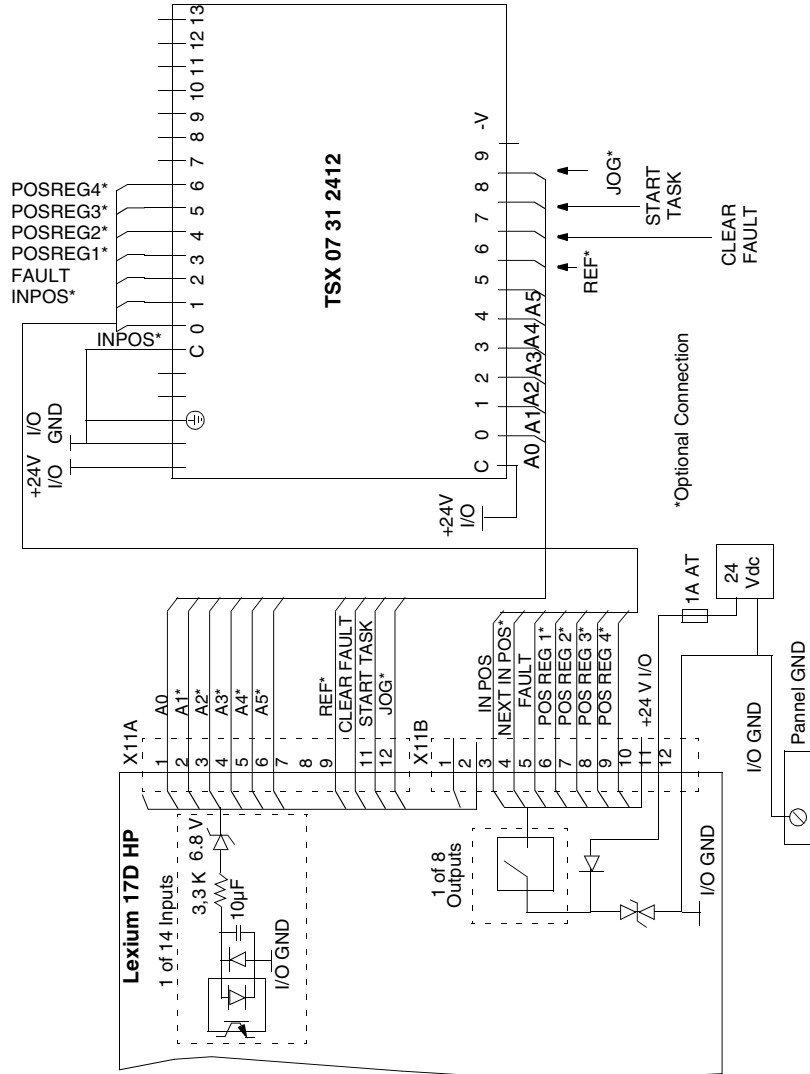 13
12
11
10
9
8
7
6
5
4
3
2
1
0
C
POSREG4*
POSREG3*
POSREG2*
POSREG1*
FAULT
INPOS*
INPOS*
I/O
GND
+24V
I/O
TSX 07 31 2412
-V
9
8
7
6
5
4
3
2
1
0
C
A5
A4
A3
A2
A1
A0
JOG*
START
TASK
CLEAR
FAULT
REF*
+24V
I/O
*Optional Connection
Lexium 17D HP
X11A
1
2
3
4
5
6
7
8
9
11
12
A0
A1*
A2*
A3*
A4*
A5*
REF*
CLEAR FAULT
START TASK
JOG*
X11B
1
2
3
4
5
6
7
8
9
10
11
12
IN POS
NEXT IN POS*
FAULT
POS REG 1*
POS REG 2*
POS REG 3*
POS REG 4*
+24 V I/O
1A AT
24
Vdc
I/O GND
Pannel GND
1 of 14 Inputs
3,3 K
6.8 V
10µF
I/O GND
1 of 8
Outputs
I/O GND